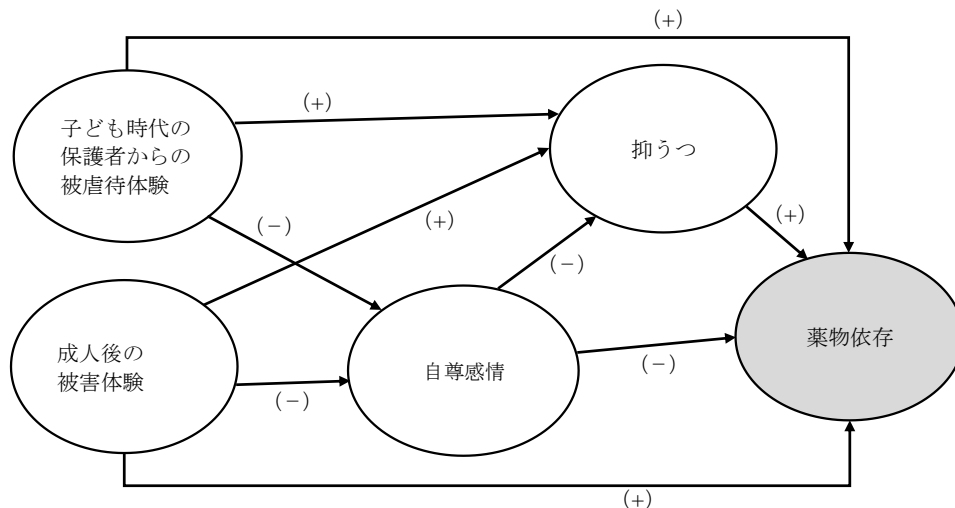 (+)
子ども時代の
保護者からの
被虐待体験
(+)
抑うつ
(−)
(+)
(+)
(−)
成人後の
被害体験
(−)
自尊感情
(−)
薬物依存
(+)